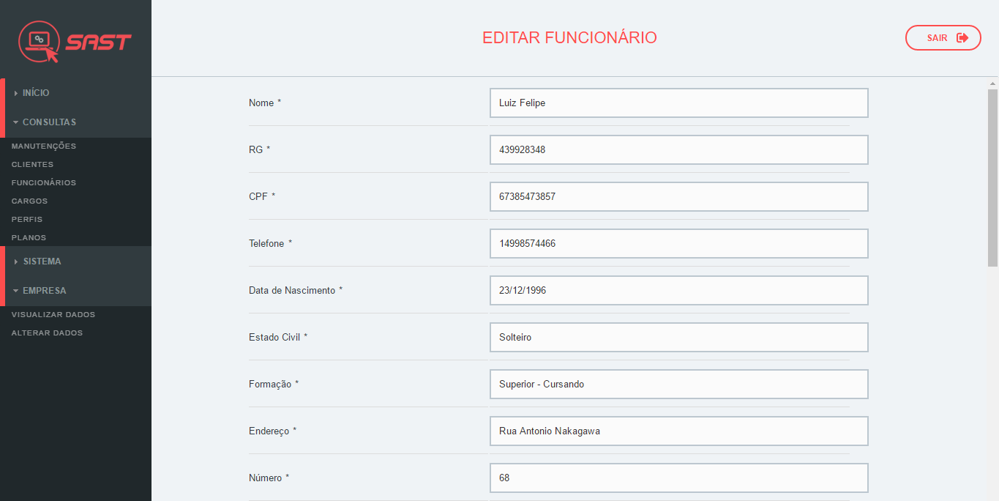 SAST
EDITAR FUNCIONÁRIO
SAIR
INÍCIO
CONSULTAS
MANUTENÇÕES
CLIENTES
FUNCIONÁRIOS
CARGOS
PERFIS
PLANOS
SISTEMA
EMPRESA
VISUALIZAR DADOS
ALTERAR DADOS
Nome * Luiz Felipe
RG * 439928348
CPF * 67385473857
Telefone * 14998574466
Data de Nascimento * 23/12/1996
Estado Civil * Solteiro
Formação * Superior - Cursando
Endereço * Rua Antonio Nakagawa
Número * 68